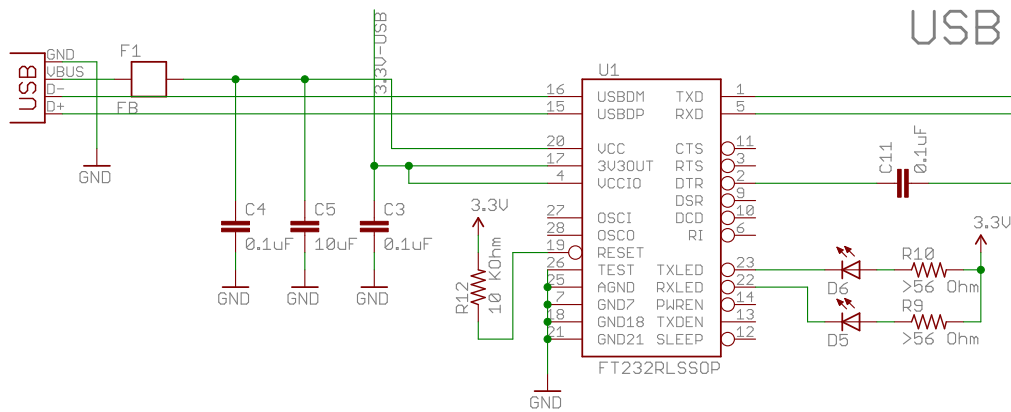 USB
USB
GND
VBUS
D-
D+
F1
FB
GND
3.3V-USB
C4
0.1uF
GND
C5
10uF
GND
C3
0.1uF
GND
3.3V
R12
10 KOhm
U1
16 USBDM
15 USBDP
20 VCC
17 3V3OUT
4 VCCIO
27 OSCI
28 OSCO
19 RESET
26 TEST
25 AGND
7 GND7
18 GND18
21 GND21
TXD 1
RXD 5
CTS 11
RTS 3
DTR 2
DSR 9
DCD 10
RI 6
TXLED 23
RXLED 22
PWREN 14
TXDEN 13
SLEEP 12
FT232RLSSOP
GND
C11
0.1uF
3.3V
D6
R10
>56 Ohm
D5
R9
>56 Ohm